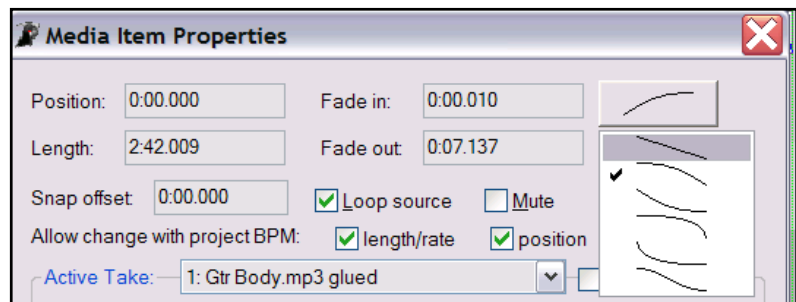 Media Item Properties
Position: 0:00.000 Fade in: 0:00.010
Length: 2:42.009 Fade out: 0:07.137
Snap offset: 0:00.000 Loop source Mute
Allow change with project BPM: length/rate position
Active Take: 1: Gtr Body.mp3 glued